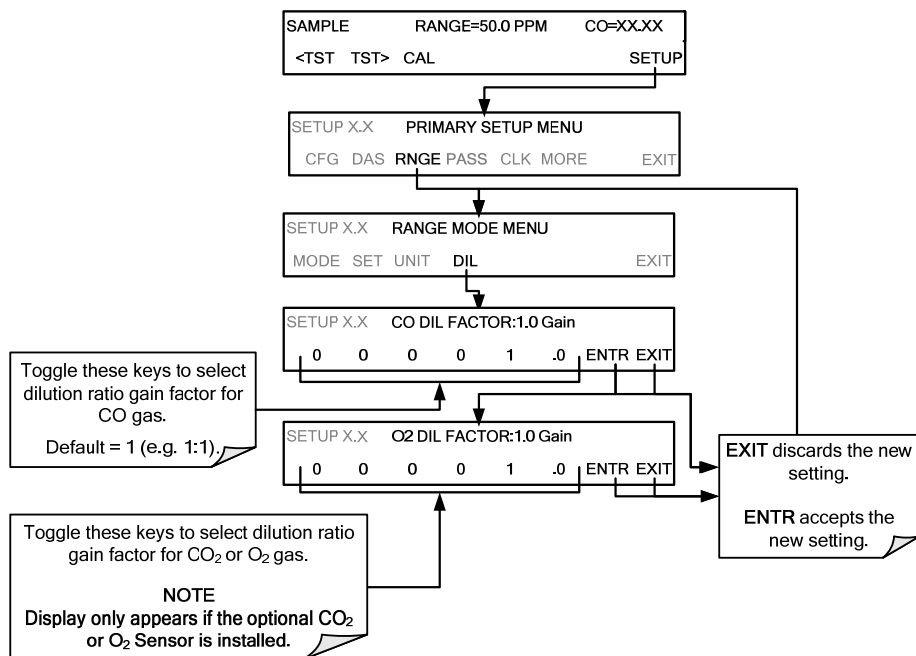 SAMPLE RANGE=50.0 PPM CO=XX.XX
<TST TST> CAL SETUP
SETUP X.X PRIMARY SETUP MENU
CFG DAS RNGE PASS CLK MORE EXIT
SETUP X.X RANGE MODE MENU
MODE SET UNIT DIL EXIT
SETUP X.X CO DIL FACTOR:1.0 Gain
0 0 0 0 1 .0 ENTR EXIT
Toggle these keys to select
dilution ratio gain factor for
CO gas.
Default = 1 (e.g. 1:1).
SETUP X.X O2 DIL FACTOR:1.0 Gain
0 0 0 0 1 .0 ENTR EXIT
EXIT discards the new
setting.
ENTR accepts the
new setting.
Toggle these keys to select dilution ratio
gain factor for CO₂ or O₂ gas.
NOTE
Display only appears if the optional CO₂
or O₂ Sensor is installed.